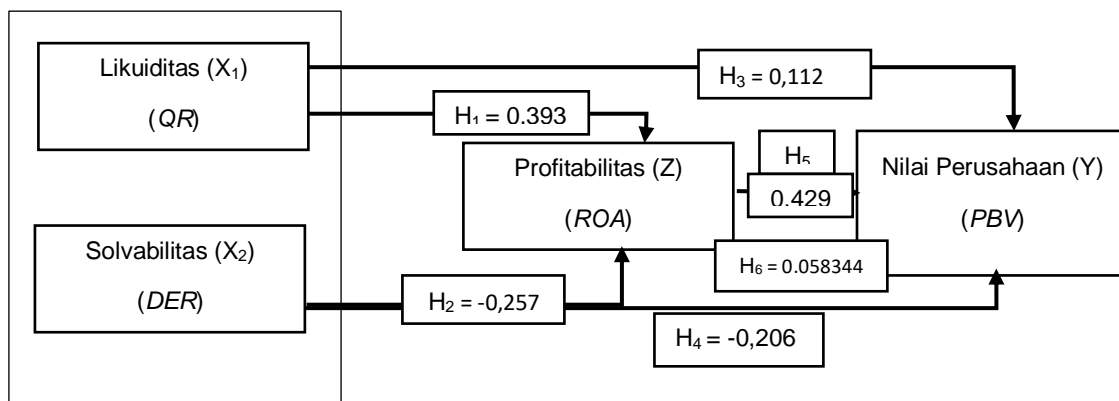 Likuiditas (X₁)
(QR)
H₃ = 0,112
H₁ = 0.393
Profitabilitas (Z)
(ROA)
H₅
0.429
Nilai Perusahaan (Y)
(PBV)
Solvabilitas (X₂)
(DER)
H₆ = 0.058344
H₂ = -0,257
H₄ = -0,206